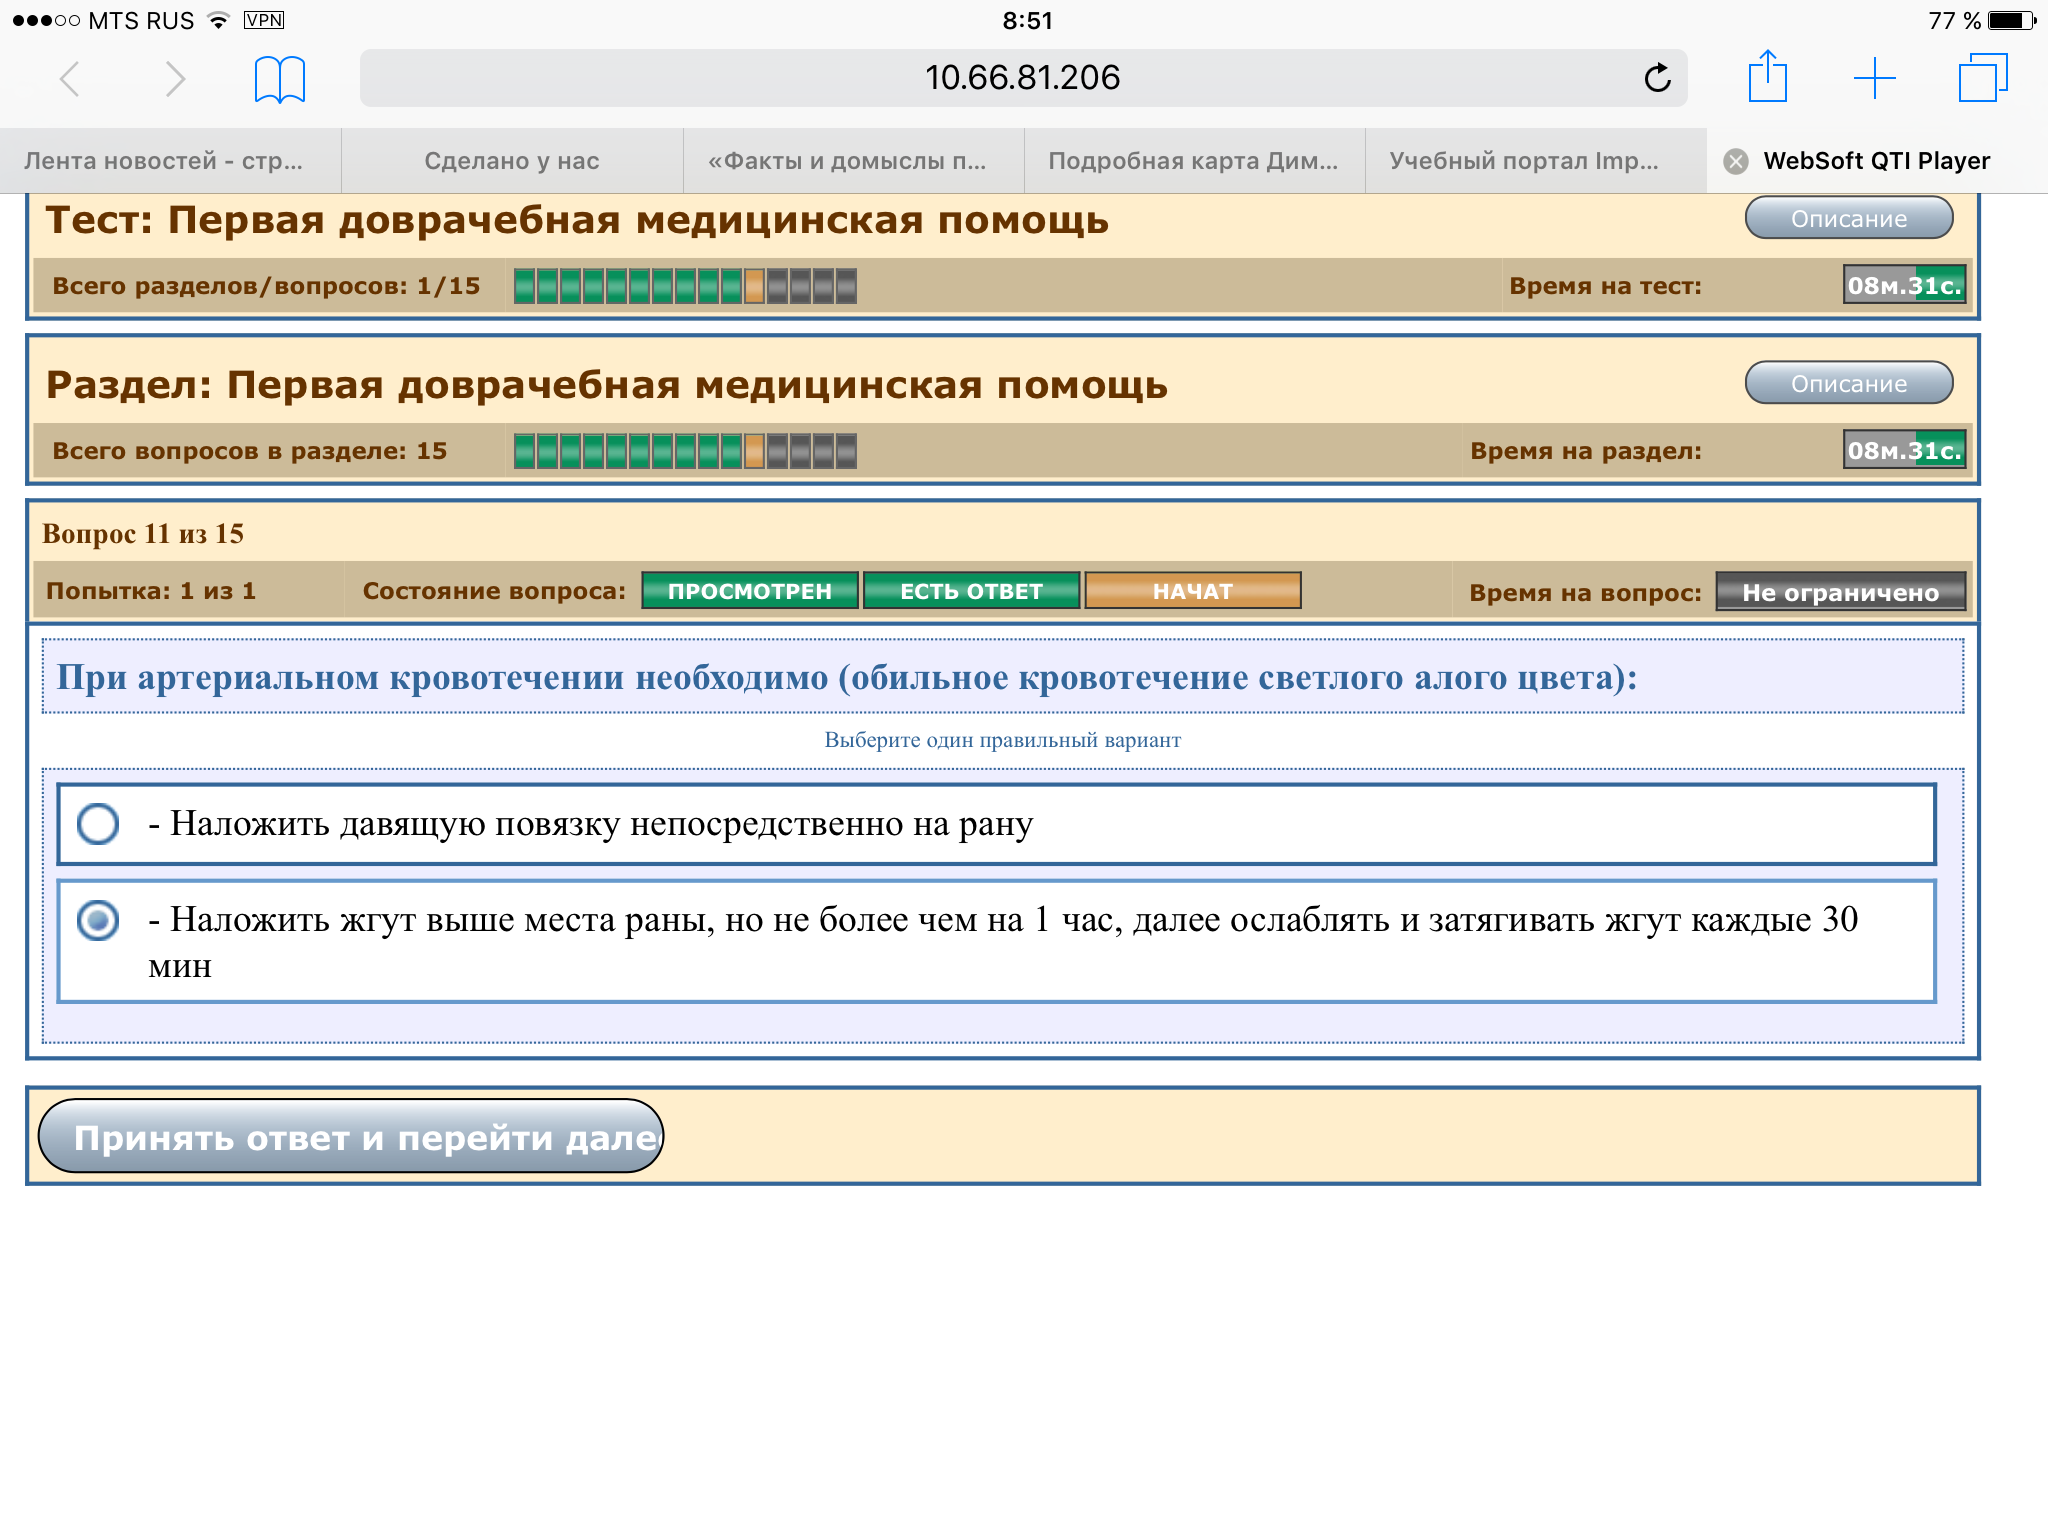 MTS RUS VPN 8:51 77 %
10.66.81.206
Лента новостей - стр... Сделано у нас «Факты и домыслы п... Подробная карта Дим... Учебный портал Imp... WebSoft QTI Player
Тест: Первая доврачебная медицинская помощь Описание
Всего разделов/вопросов: 1/15 Время на тест: 08м.31с.
Раздел: Первая доврачебная медицинская помощь Описание
Всего вопросов в разделе: 15 Время на раздел: 08м.31с.
Вопрос 11 из 15
Попытка: 1 из 1 Состояние вопроса: ПРОСМОТРЕН ЕСТЬ ОТВЕТ НАЧАТ Время на вопрос: Не ограничено
При артериальном кровотечении необходимо (обильное кровотечение светлого алого цвета):
Выберите один правильный вариант
- Наложить давящую повязку непосредственно на рану
- Наложить жгут выше места раны, но не более чем на 1 час, далее ослаблять и затягивать жгут каждые 30
мин
Принять ответ и перейти дале